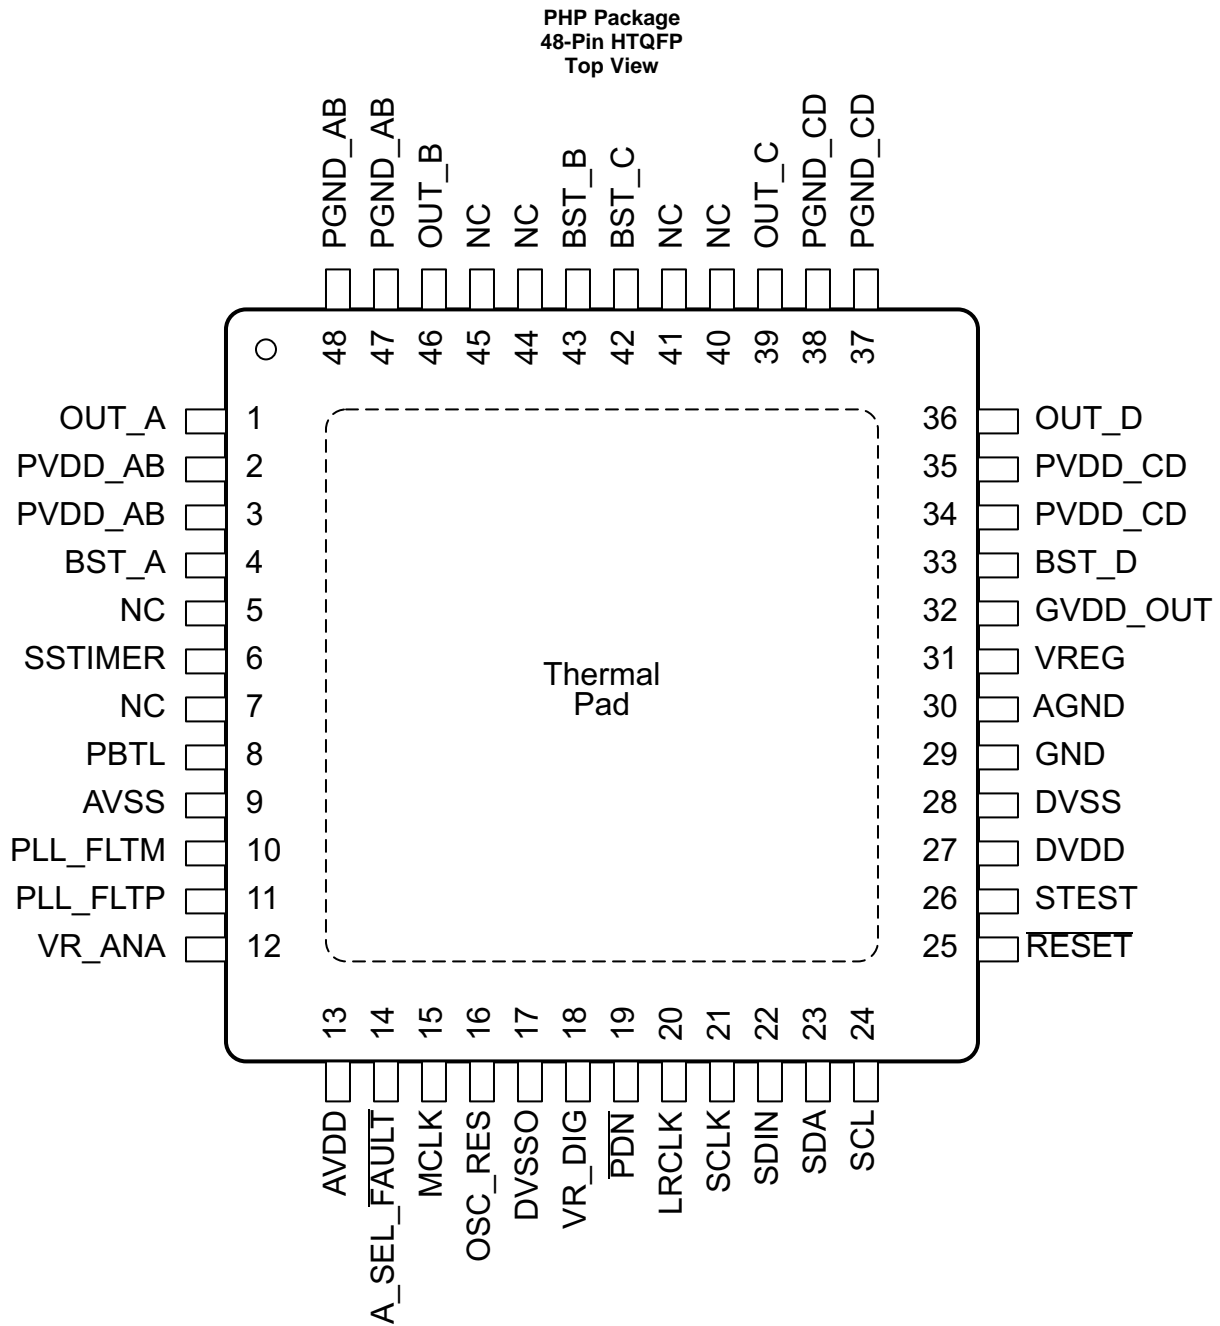 PHP Package
48-Pin HTQFP
Top View
PGND_AB
PGND_AB
OUT_B
NC
NC
BST_B
BST_C
NC
NC
OUT_C
PGND_CD
PGND_CD
48
47
46
45
44
43
42
41
40
39
38
37
OUT_A 1
PVDD_AB 2
PVDD_AB 3
BST_A 4
NC 5
SSTIMER 6
NC 7
PBTL 8
AVSS 9
PLL_FLTM 10
PLL_FLTP 11
VR_ANA 12
Thermal
Pad
36 OUT_D
35 PVDD_CD
34 PVDD_CD
33 BST_D
32 GVDD_OUT
31 VREG
30 AGND
29 GND
28 DVSS
27 DVDD
26 STEST
25 RESET
13
14
15
16
17
18
19
20
21
22
23
24
AVDD
A_SEL_FAULT
MCLK
OSC_RES
DVSSO
VR_DIG
PDN
LRCLK
SCLK
SDIN
SDA
SCL